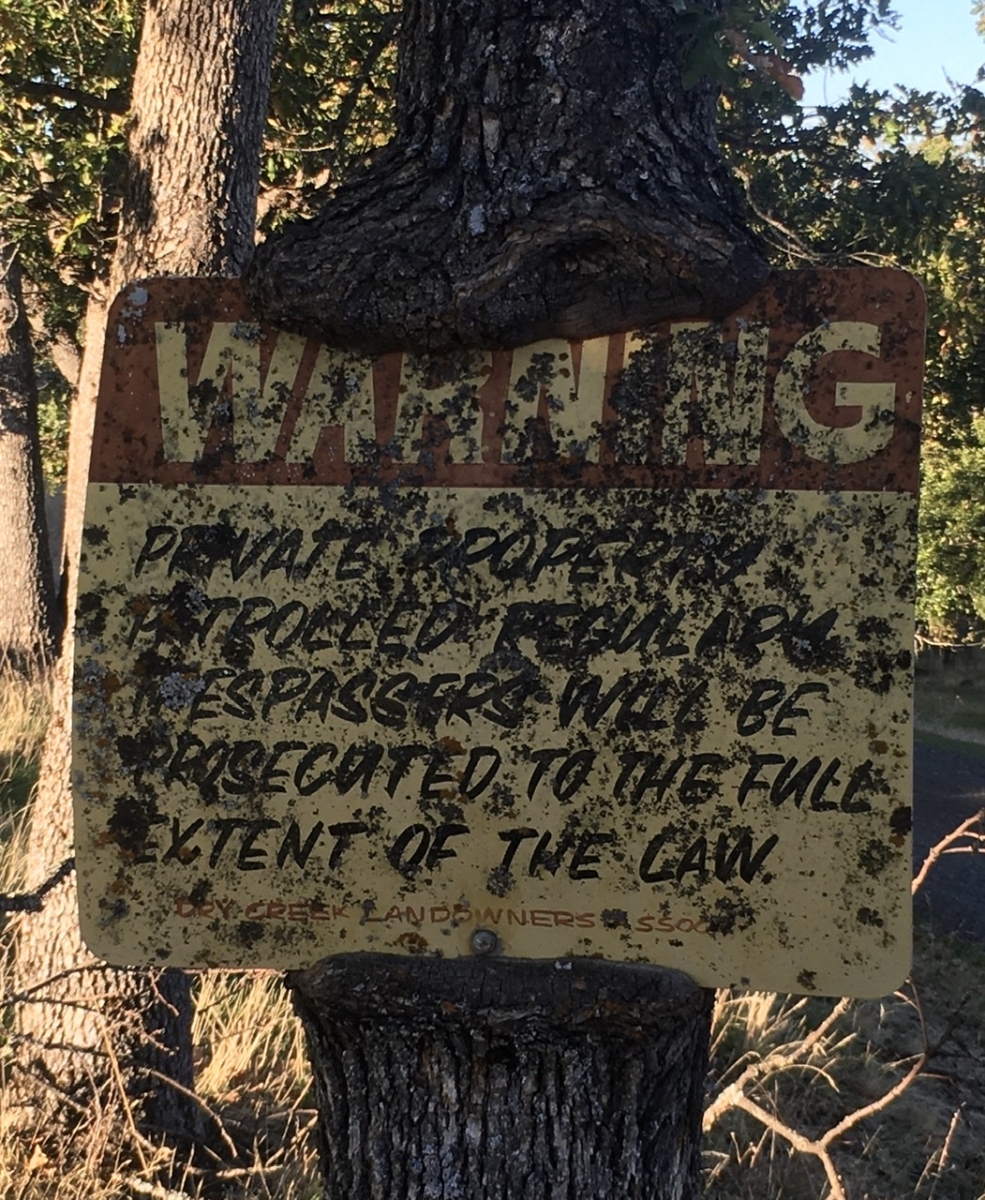 WARNING
PRIVATE PROPERTY
PATROLLED REGULARLY.
TRESPASSERS WILL BE
PROSECUTED TO THE FULL
EXTENT OF THE LAW.
DRY CREEK LANDOWNERS ASSOC.